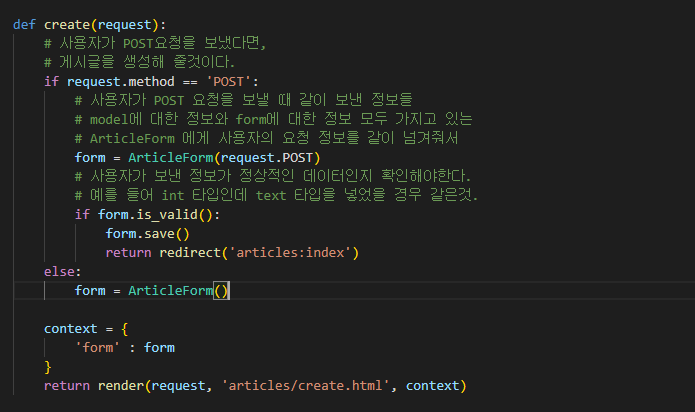 def create(request):
    # 사용자가 POST요청을 보냈다면,
    # 게시글을 생성해 줄것이다.
    if request.method == 'POST':
        # 사용자가 POST 요청을 보낼 때 같이 보낸 정보들
        # model에 대한 정보와 form에 대한 정보 모두 가지고 있는
        # ArticleForm 에게 사용자의 요청 정보를 같이 넘겨줘서
        form = ArticleForm(request.POST)
        # 사용자가 보낸 정보가 정상적인 데이터인지 확인해야한다.
        # 예를 들어 int 타입인데 text 타입을 넣었을 경우 같은것.
        if form.is_valid():
            form.save()
            return redirect('articles:index')
    else:
        form = ArticleForm()
    context = {
        'form' : form
    }
    return render(request, 'articles/create.html', context)